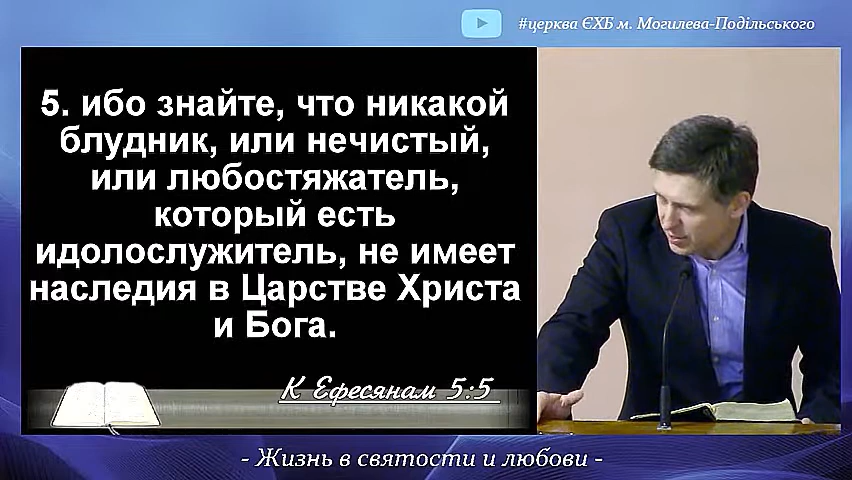 #церква ЄХБ м. Могилева-Подільського
5. ибо знайте, что никакой
блудник, или нечистый,
или любостяжатель,
который есть
идолослужитель, не имеет
наследия в Царстве Христа
и Бога.
К Ефесянам 5:5
- Жизнь в святости и любови -